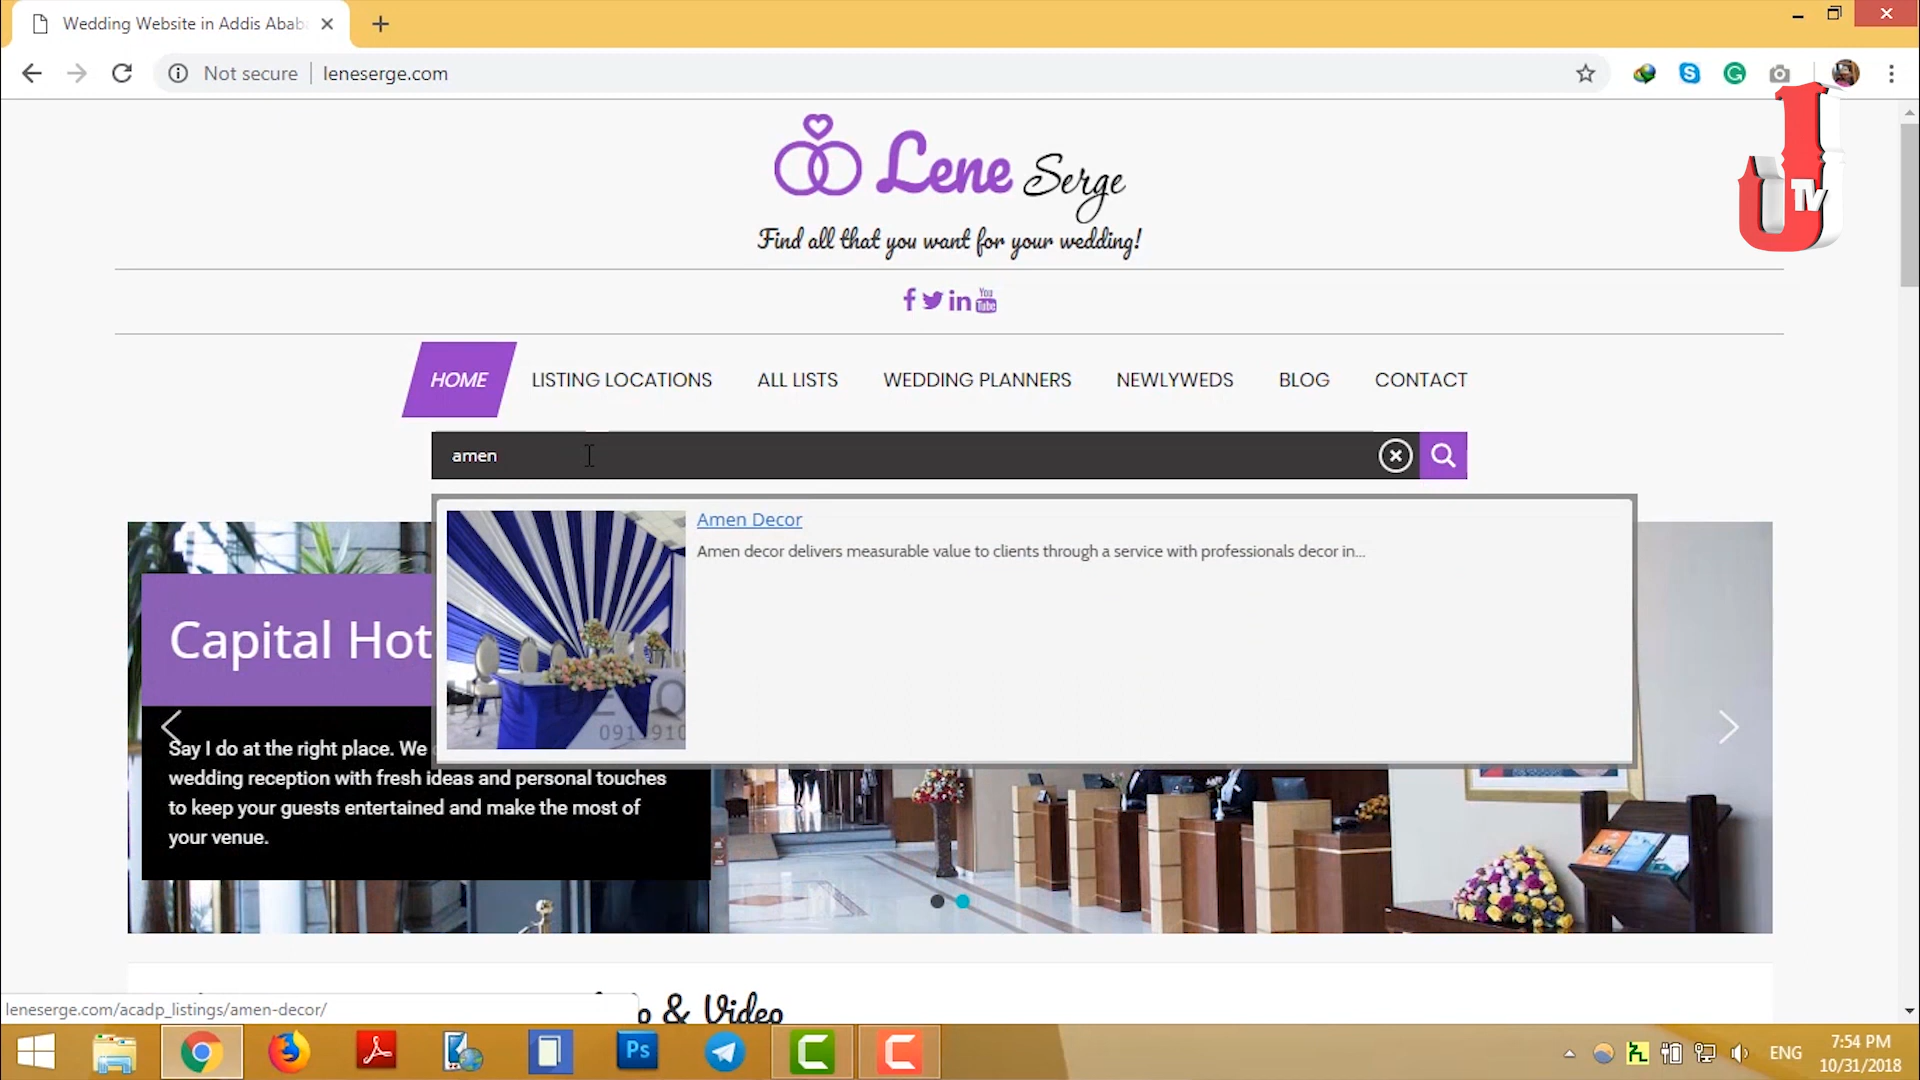 Wedding Website in Addis Abab
Not secure
leneserge.com
TV
Lene Serge
Find all that you want for your wedding!
You
Tube
HOME
LISTING LOCATIONS
ALL LISTS
WEDDING PLANNERS
NEWLYWEDS
BLOG
CONTACT
amen
Amen Decor
Amen decor delivers measurable value to clients through a service with professionals decor in...
Capital Hot
Say I do at the right place. We
wedding reception with fresh ideas and personal touches
to keep your guests entertained and make the most of
your venue.
& Video
leneserge.com/acadp_listings/amen-decor/
Ps
ENG
7:54 PM
10/31/2018